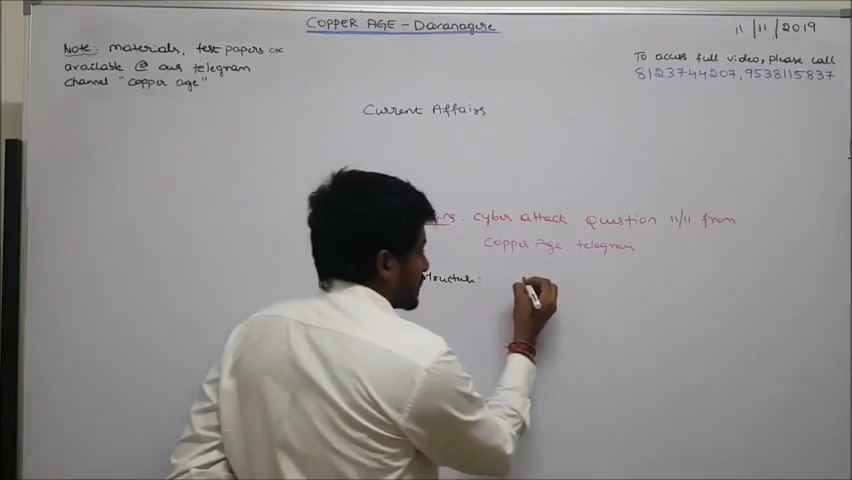 COPPER AGE - Davanagere
11/11/2019
Note: materials, test papers etc
available @ our telegram
channel "copper age"
To access full video, please call
8123744207, 9538115837
Current Affairs
cyber attack Question 11/11 from
Copper Age telegram
structure: